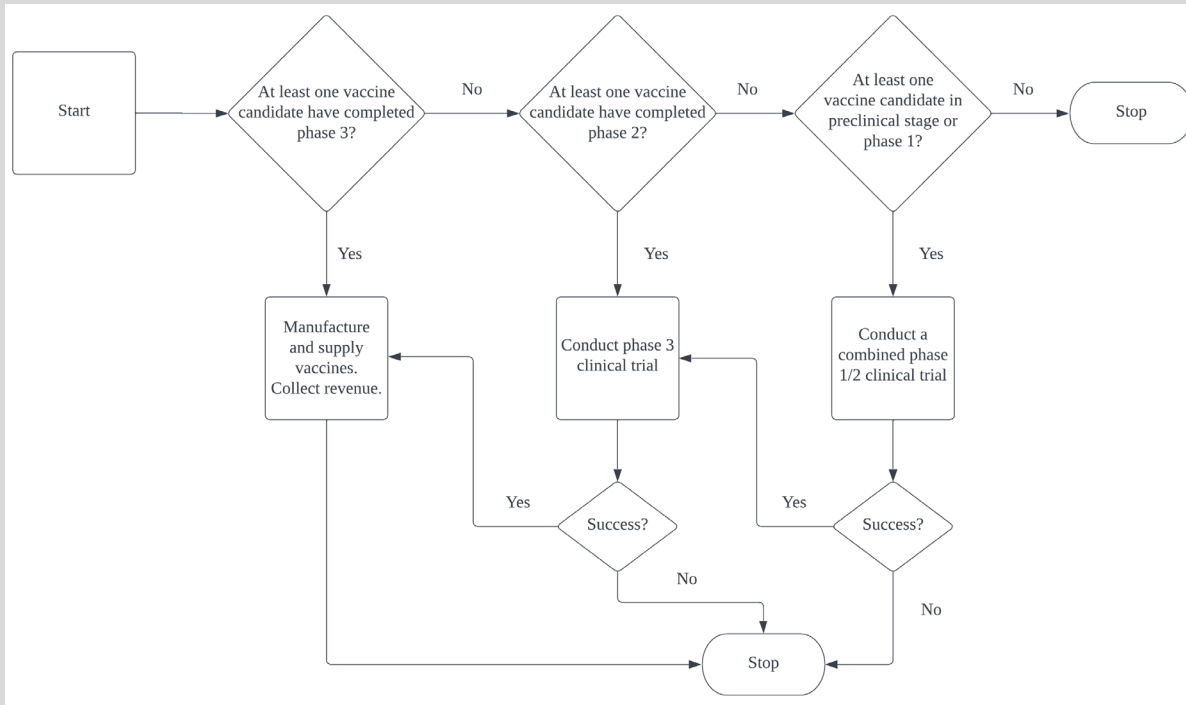 Start
At least one vaccine
candidate have completed
phase 3?
No
At least one vaccine
candidate have completed
phase 2?
No
At least one
vaccine candidate in
preclinical stage or
phase 1?
No
Stop
Yes
Yes
Yes
Manufacture
and supply
vaccines.
Collect revenue.
Conduct phase 3
clinical trial
Conduct a
combined phase
1/2 clinical trial
Yes
Success?
Yes
Success?
No
No
Stop